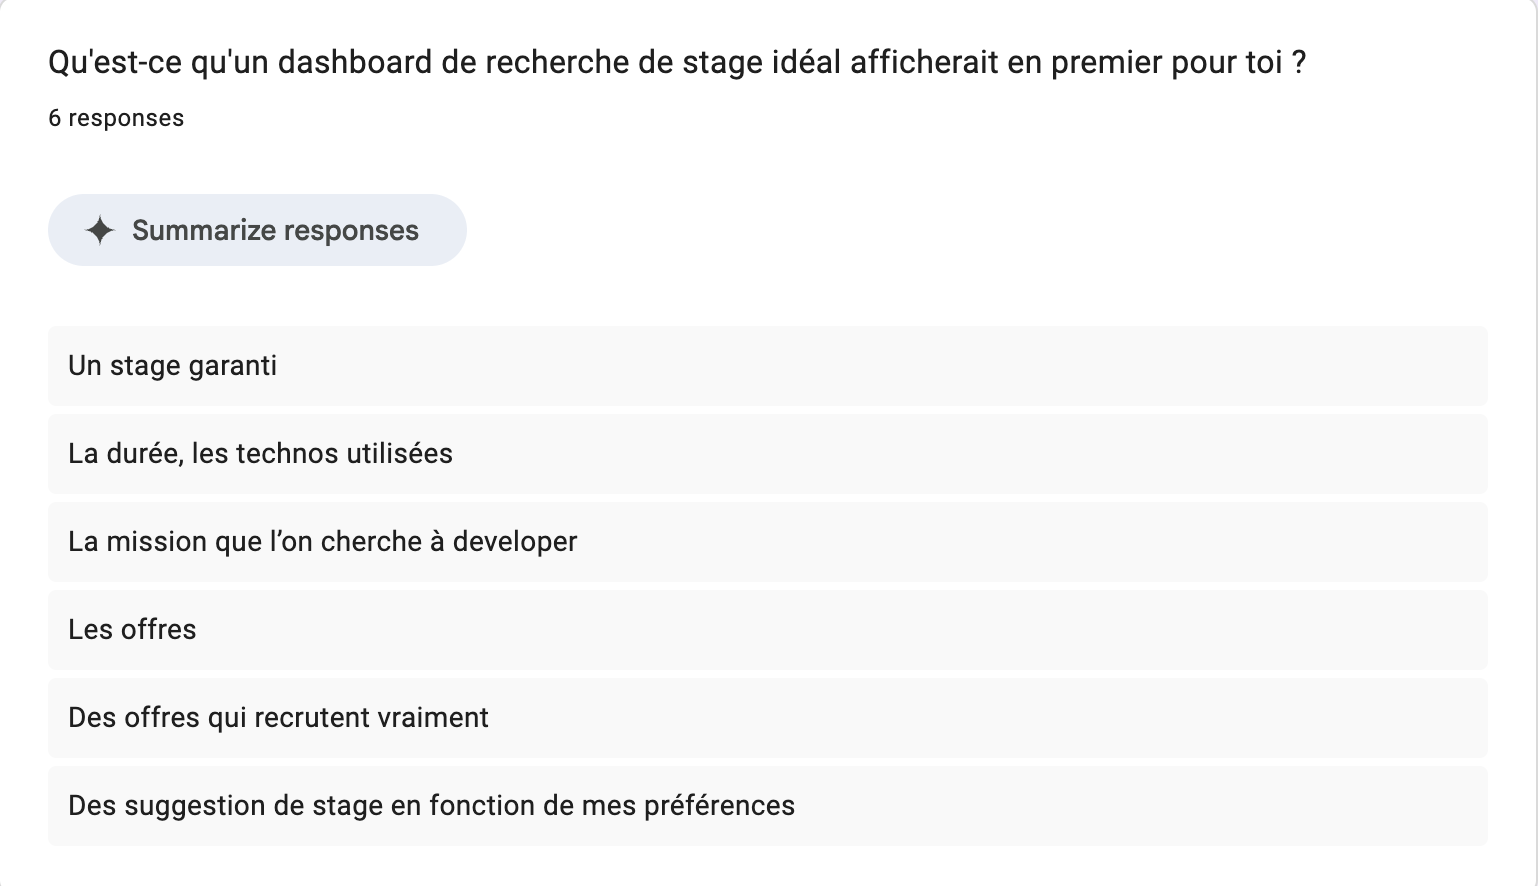 Qu'est-ce qu'un dashboard de recherche de stage idéal afficherait en premier pour toi ?
6 responses
Summarize responses
Un stage garanti
La durée, les technos utilisées
La mission que l’on cherche à developer
Les offres
Des offres qui recrutent vraiment
Des suggestion de stage en fonction de mes préférences